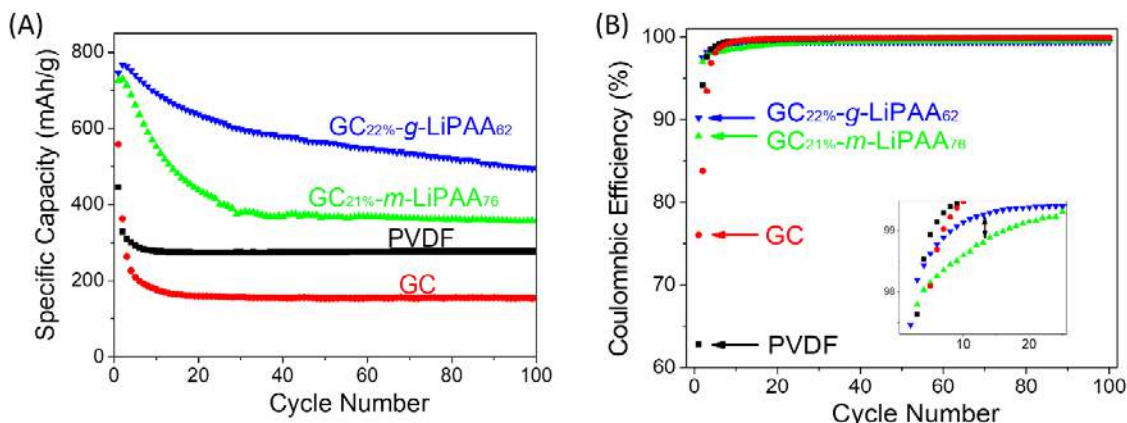 (A)
Specific Capacity (mAh/g)
800
600
400
200
0
GC22%-g-LiPAA62
GC21%-m-LiPAA76
PVDF
GC
0 20 40 60 80 100
Cycle Number
(B)
Coulomnbic Efficiency (%)
100
90
80
70
60
GC22%-g-LiPAA62
GC21%-m-LiPAA76
GC
PVDF
99
98
10 20
0 20 40 60 80 100
Cycle Number